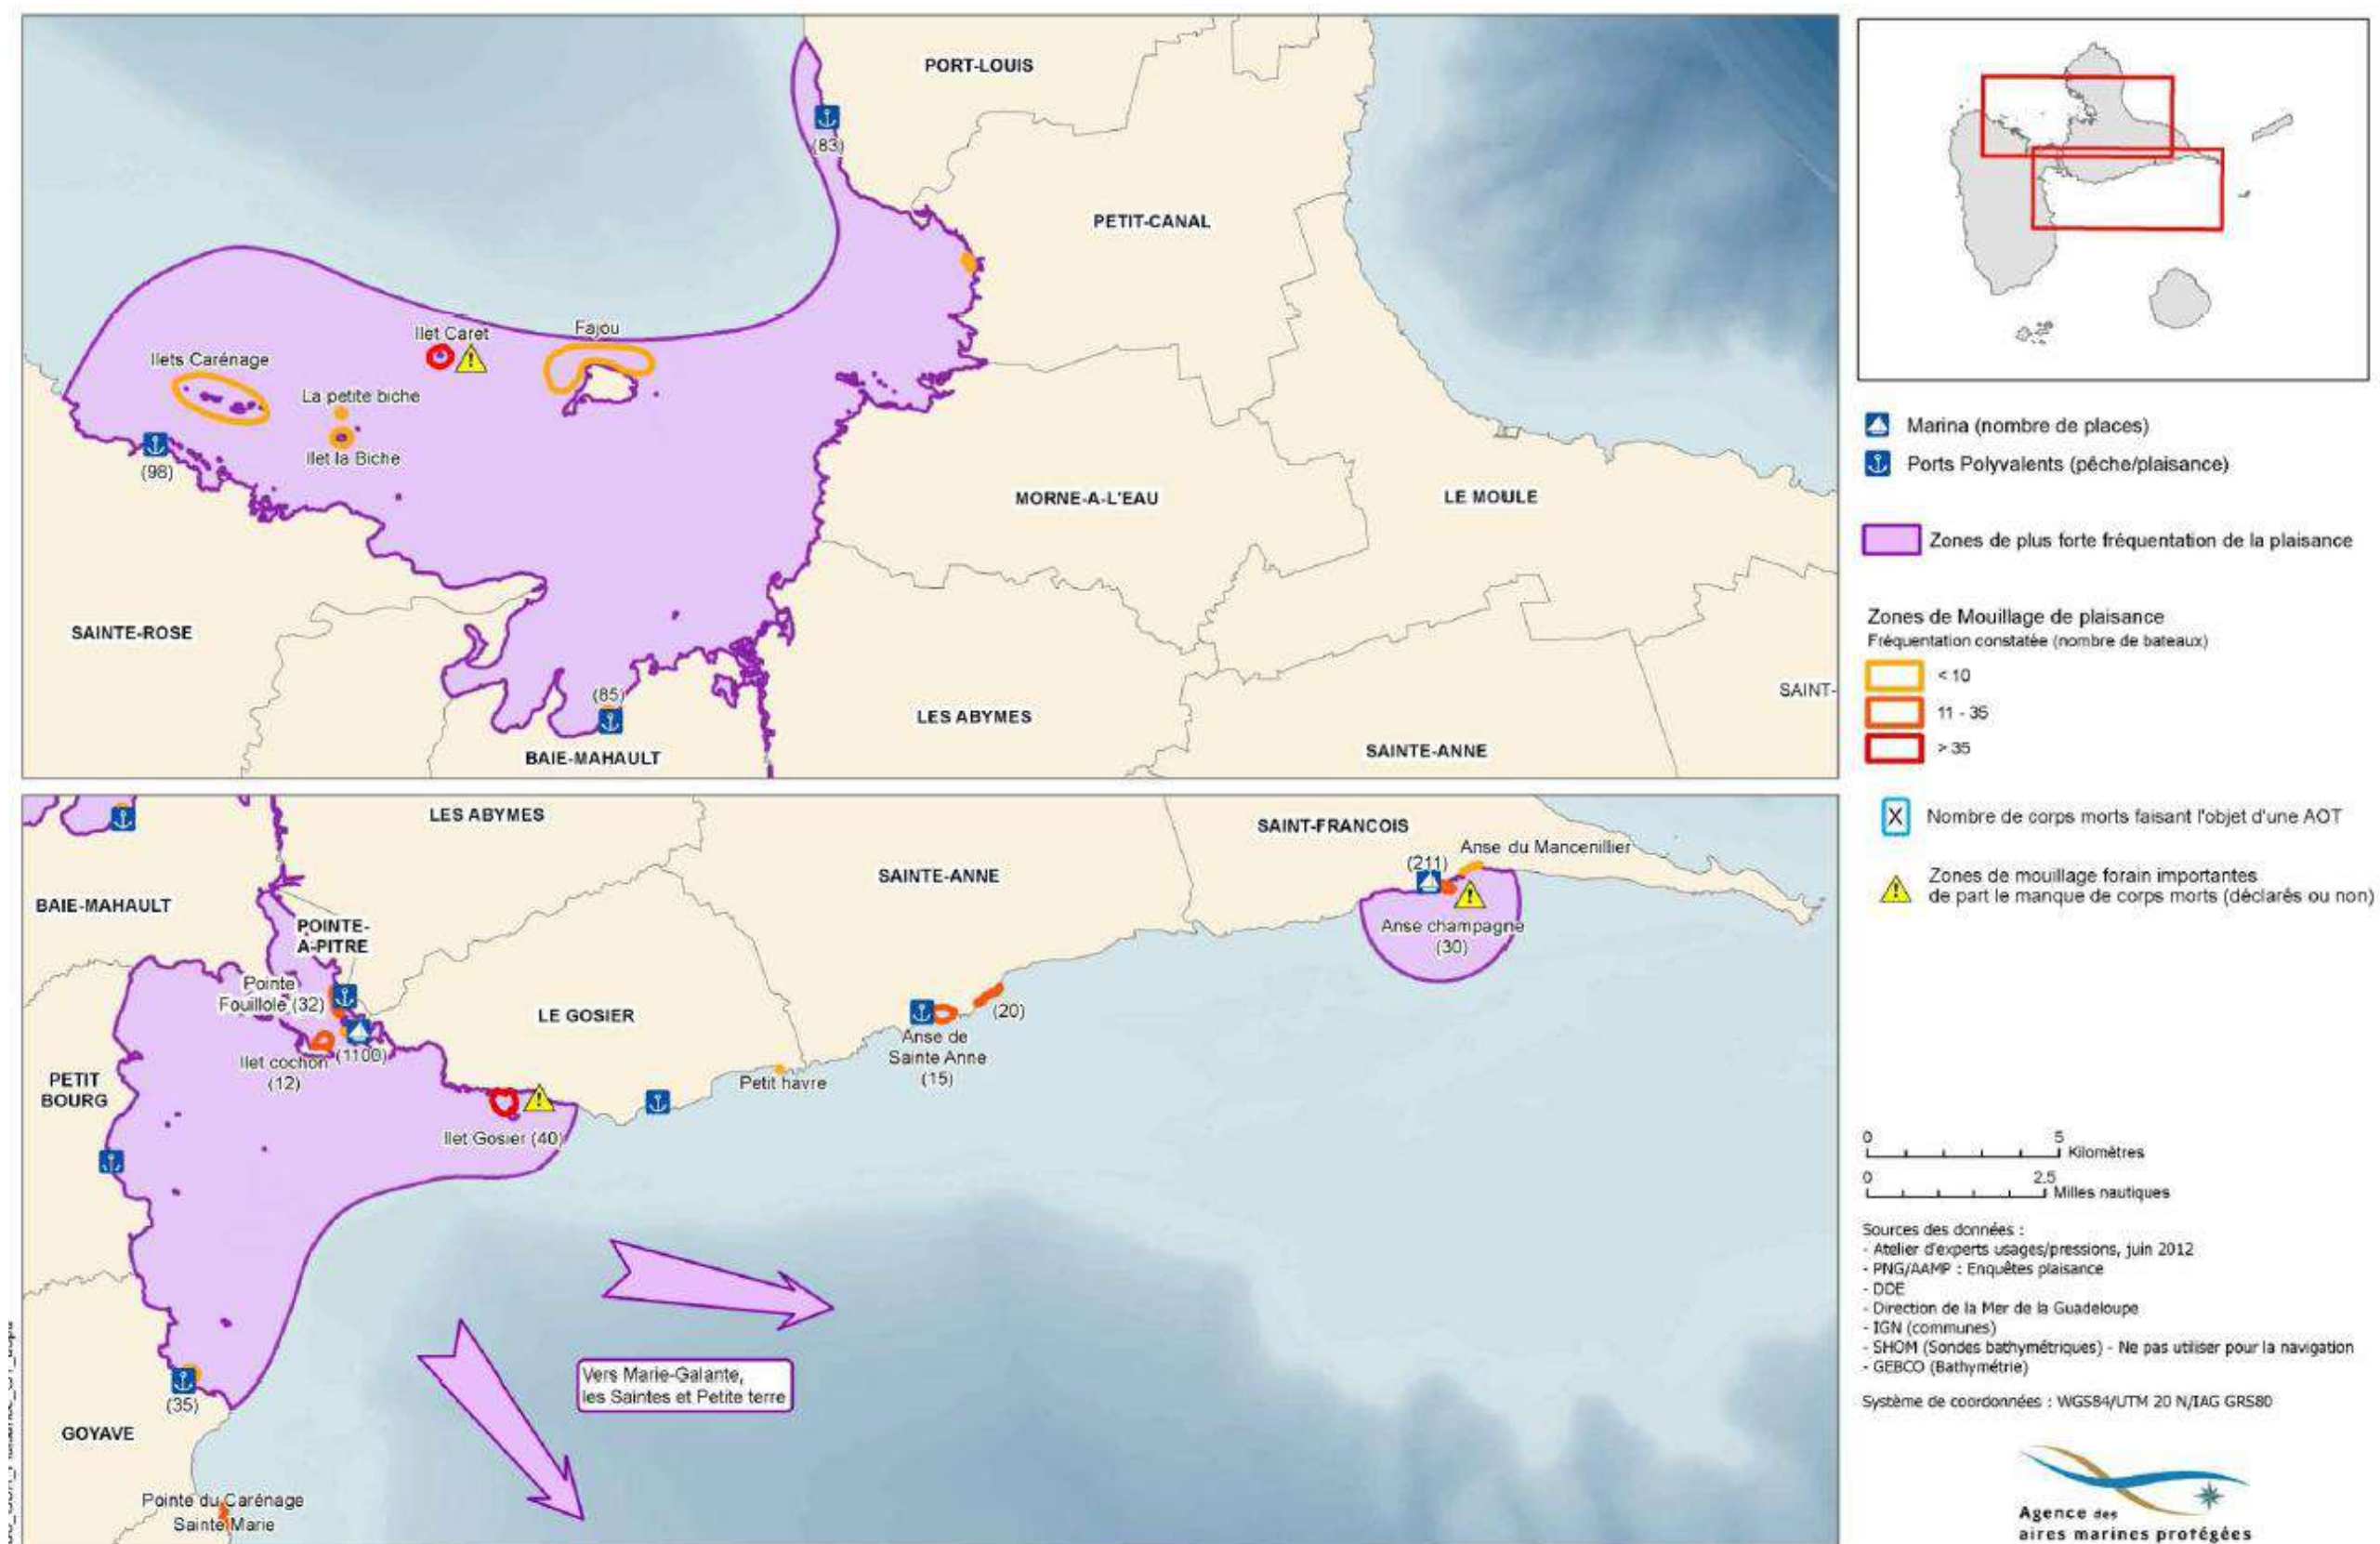 PORT-LOUIS
(83)
PETIT-CANAL
Ilet Caret
Fajou
Ilets Carénage
La petite biche
Ilet la Biche
(98)
MORNE-A-L'EAU
LE MOULE
SAINTE-ROSE
(85)
BAIE-MAHAULT
LES ABYMES
SAINT-
SAINTE-ANNE
LES ABYMES
SAINT-FRANCOIS
Anse du Mancenillier
(211)
SAINTE-ANNE
BAIE-MAHAULT
POINTE-
A-PITRE
Anse champagne
(30)
Pointe
Fouillole (32)
LE GOSIER
(20)
Anse de
Sainte Anne
(15)
Ilet cochon
(12)
(1100)
PETIT
BOURG
Petit havre
Ilet Gosier (40)
Vers Marie-Galante,
les Saintes et Petite terre
(35)
GOYAVE
Pointe du Carénage
Sainte Marie
Marina (nombre de places)
Ports Polyvalents (pêche/plaisance)
Zones de plus forte fréquentation de la plaisance
Zones de Mouillage de plaisance
Fréquentation constatée (nombre de bateaux)
< 10
11 - 35
> 35
X Nombre de corps morts faisant l'objet d'une AOT
Zones de mouillage forain importantes
de part le manque de corps morts (déclarés ou non)
0 5
Kilomètres
0 2.5
Milles nautiques
Sources des données :
- Atelier d'experts usages/pressions, juin 2012
- PNG/AAMP : Enquêtes plaisance
- DDE
- Direction de la Mer de la Guadeloupe
- IGN (communes)
- SHOM (Sondes bathymétriques) - Ne pas utiliser pour la navigation
- GEBCO (Bathymétrie)
Système de coordonnées : WGS84/UTM 20 N/IAG GRS80
Agence des
aires marines protégées